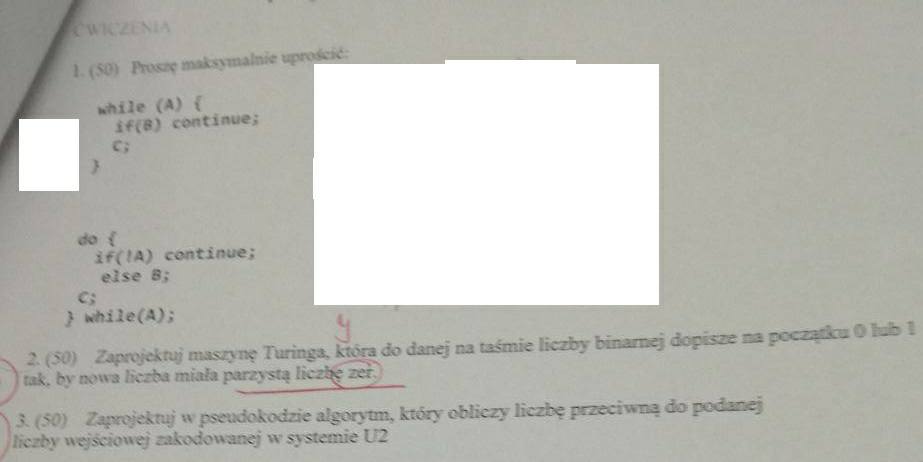 ĆWICZENIA
1. (50) Proszę maksymalnie uprościć:
while (A) {
if(B) continue;
C;
}
do {
if(!A) continue;
else B;
C;
} while(A);
y
2. (50) Zaprojektuj maszynę Turinga, która do danej na taśmie liczby binarnej dopisze na początku 0 lub 1
tak, by nowa liczba miała parzystą liczbę zer.
3. (50) Zaprojektuj w pseudokodzie algorytm, który obliczy liczbę przeciwną do podanej
liczby wejściowej zakodowanej w systemie U2